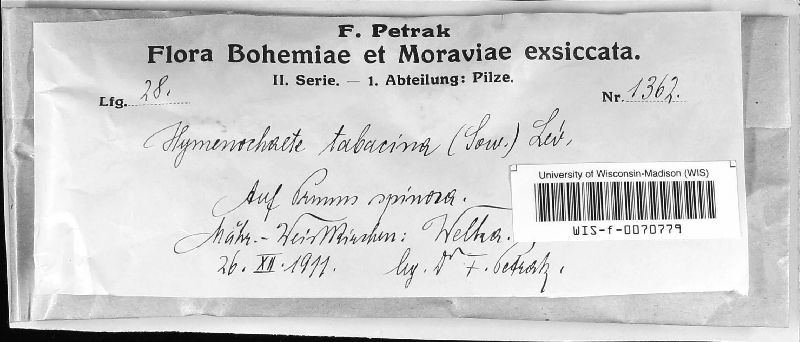 F. Petrak
Flora Bohemiae et Moraviae exsiccata.
II. Serie. — 1. Abteilung: Pilze.
Lfg. 28.
Nr. 1362.
Hymenochaete tabacina (Sow.) Lév.
University of Wisconsin-Madison (WIS)
WIS-f-0070779
Auf Prunus spinosa.
Mähr.-Weisskirchen: Welka.
26. XII. 1911. lg. Dr F. Petrak.